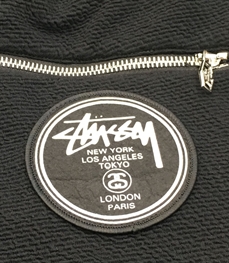 STÜSSY
NEW YORK
LOS ANGELES
TOKYO
LONDON
PARIS